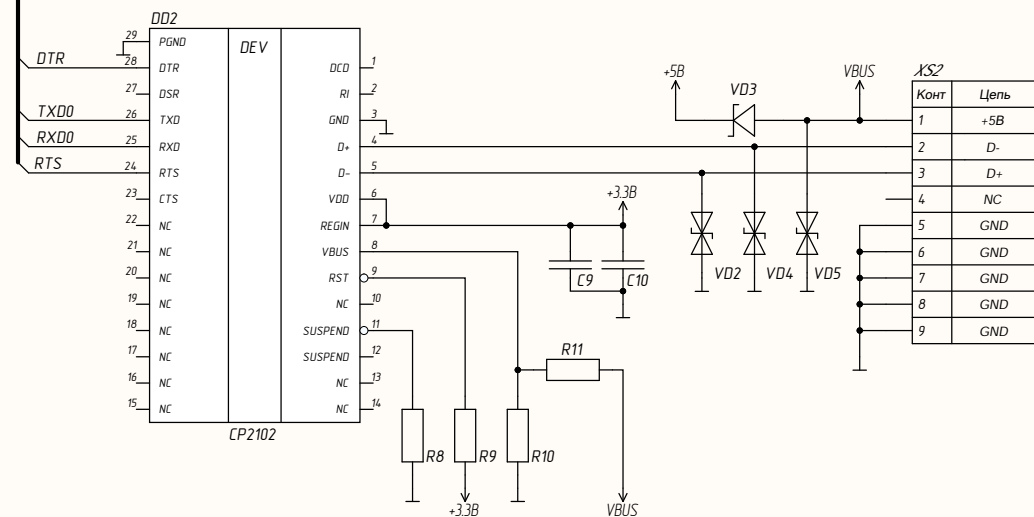 DD2
DEV
29 PGND
28 DTR
27 DSR
26 TXD
25 RXD
24 RTS
23 CTS
22 NC
21 NC
20 NC
19 NC
18 NC
17 NC
16 NC
15 NC
DTR
TXD0
RXD0
RTS
DCD 1
RI 2
GND 3
D+ 4
D- 5
VDD 6
REGIN 7
VBUS 8
RST 9
NC 10
SUSPEND 11
SUSPEND 12
NC 13
NC 14
CP2102
R8
R9
R10
R11
+3.3В
VBUS
+3.3В
C9
C10
+5В
VD3
VBUS
VD2
VD4
VD5
XS2
Конт Цепь
1 +5В
2 D-
3 D+
4 NC
5 GND
6 GND
7 GND
8 GND
9 GND